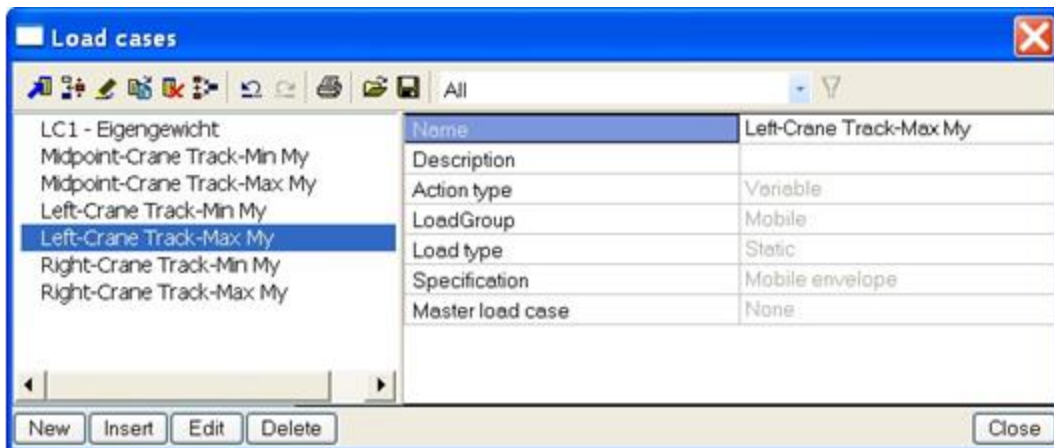 Load cases
All
LC1 - Eigengewicht
Midpoint-Crane Track-Min My
Midpoint-Crane Track-Max My
Left-Crane Track-Min My
Left-Crane Track-Max My
Right-Crane Track-Min My
Right-Crane Track-Max My
Name Left-Crane Track-Max My
Description
Action type Variable
LoadGroup Mobile
Load type Static
Specification Mobile envelope
Master load case None
New Insert Edit Delete Close